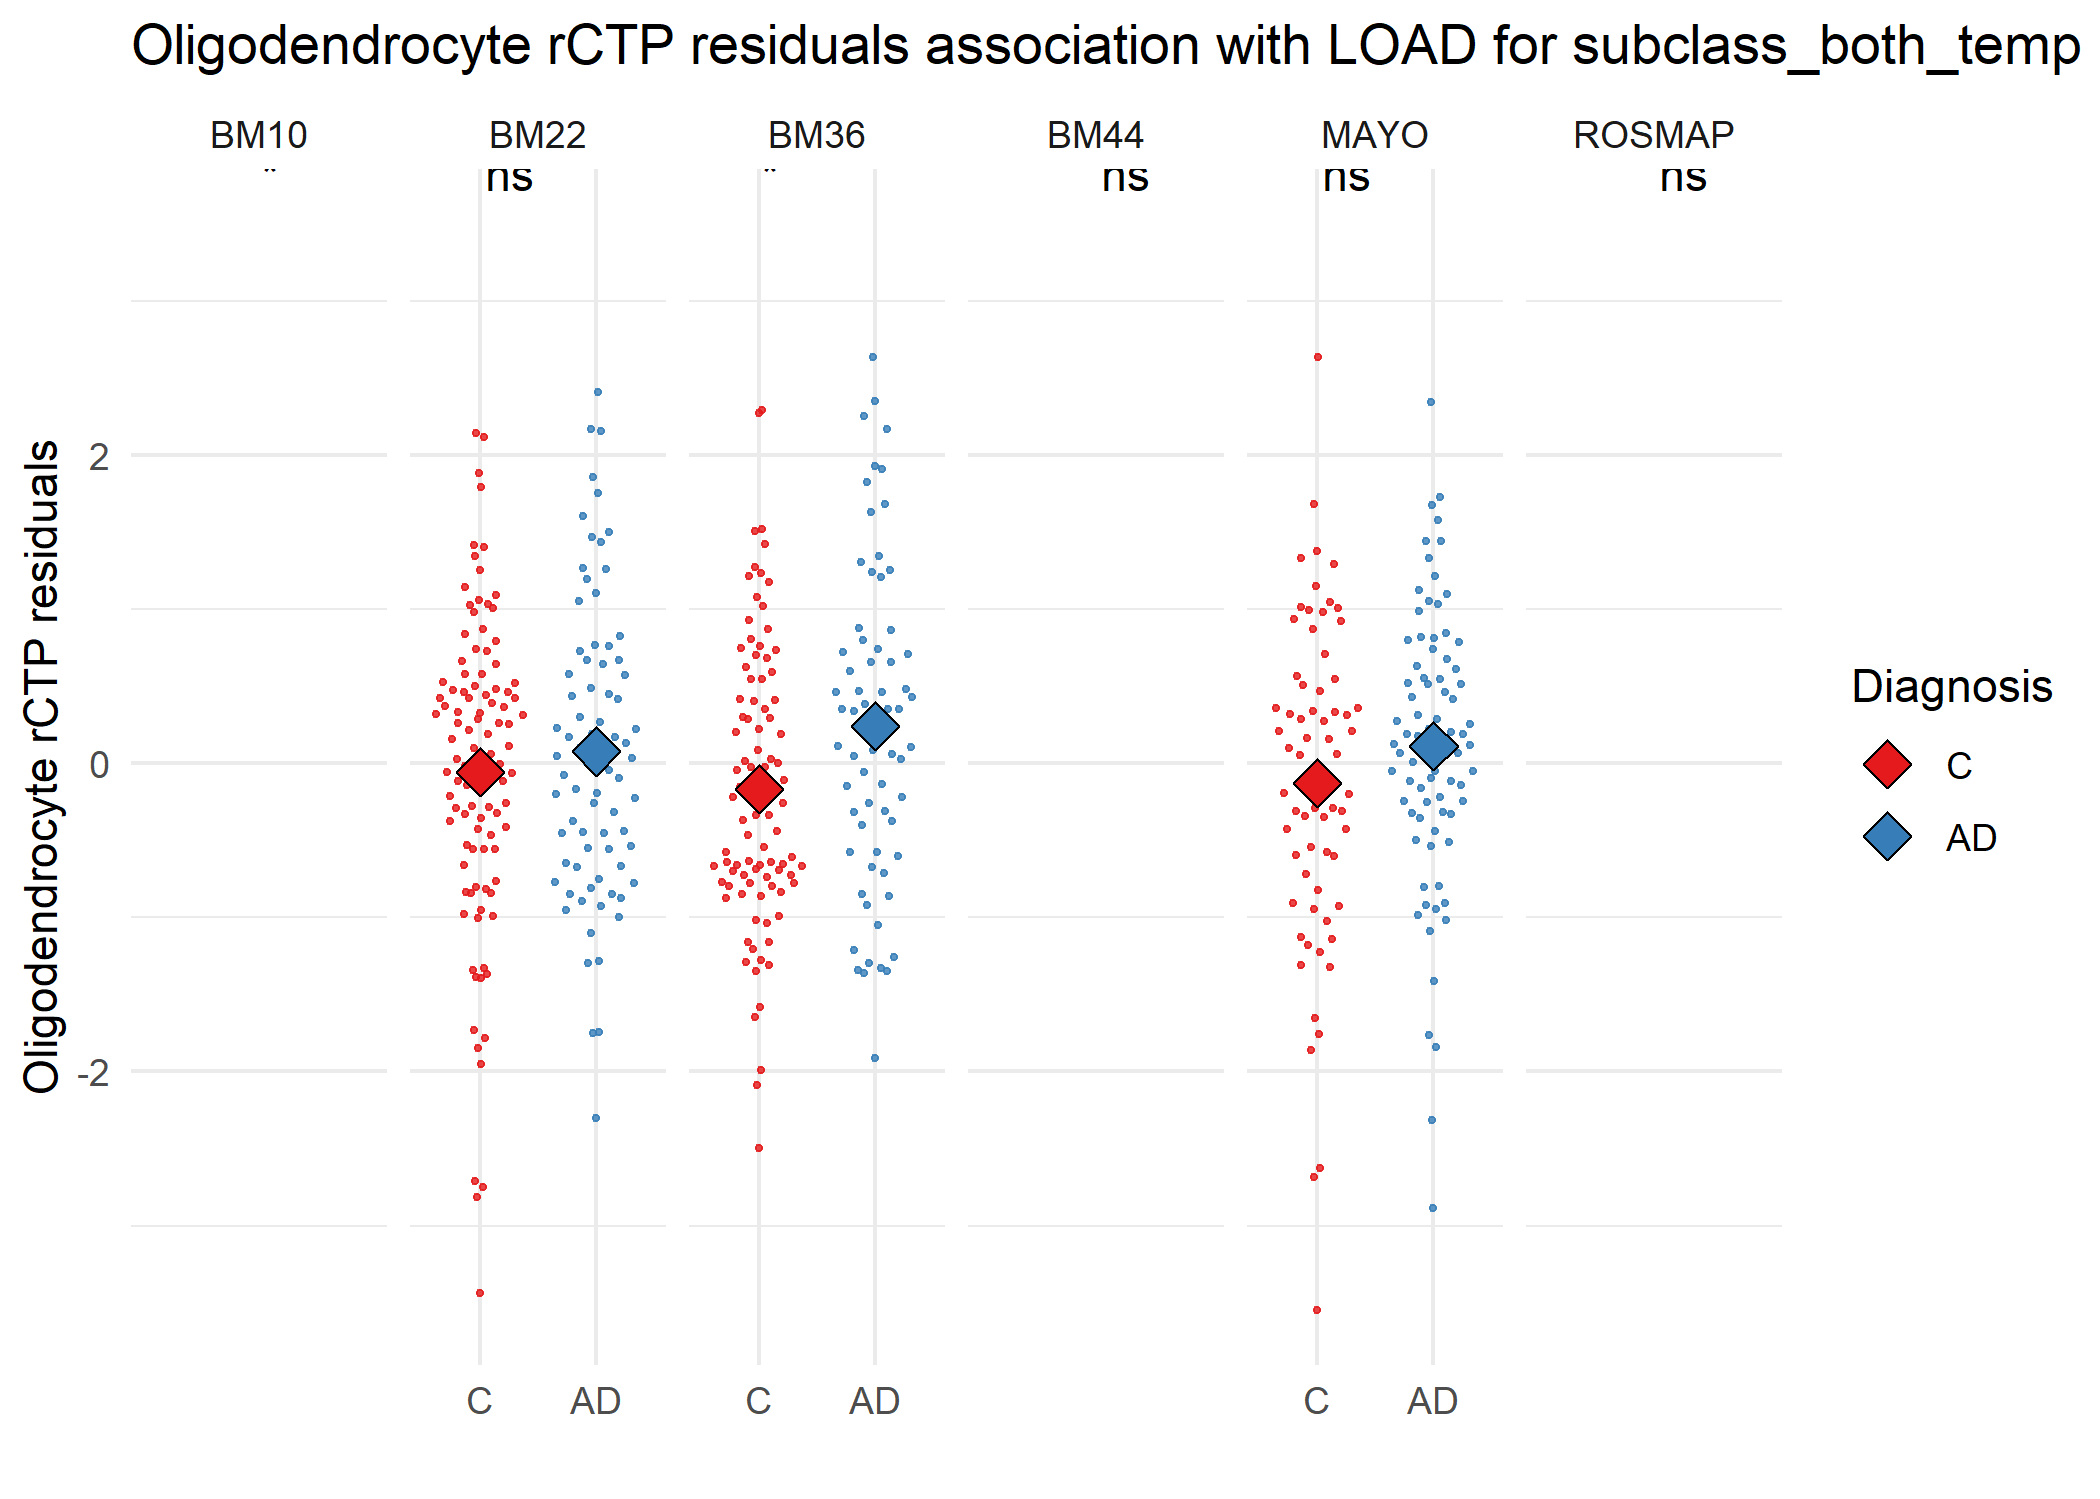 Oligodendrocyte rCTP residuals association with LOAD for subclass_both_temp
BM10 BM22 BM36 BM44 MAYO ROSMAP
* ns * ns ns ns
Oligodendrocyte rCTP residuals
2
0
-2
C AD C AD C AD
Diagnosis
C
AD